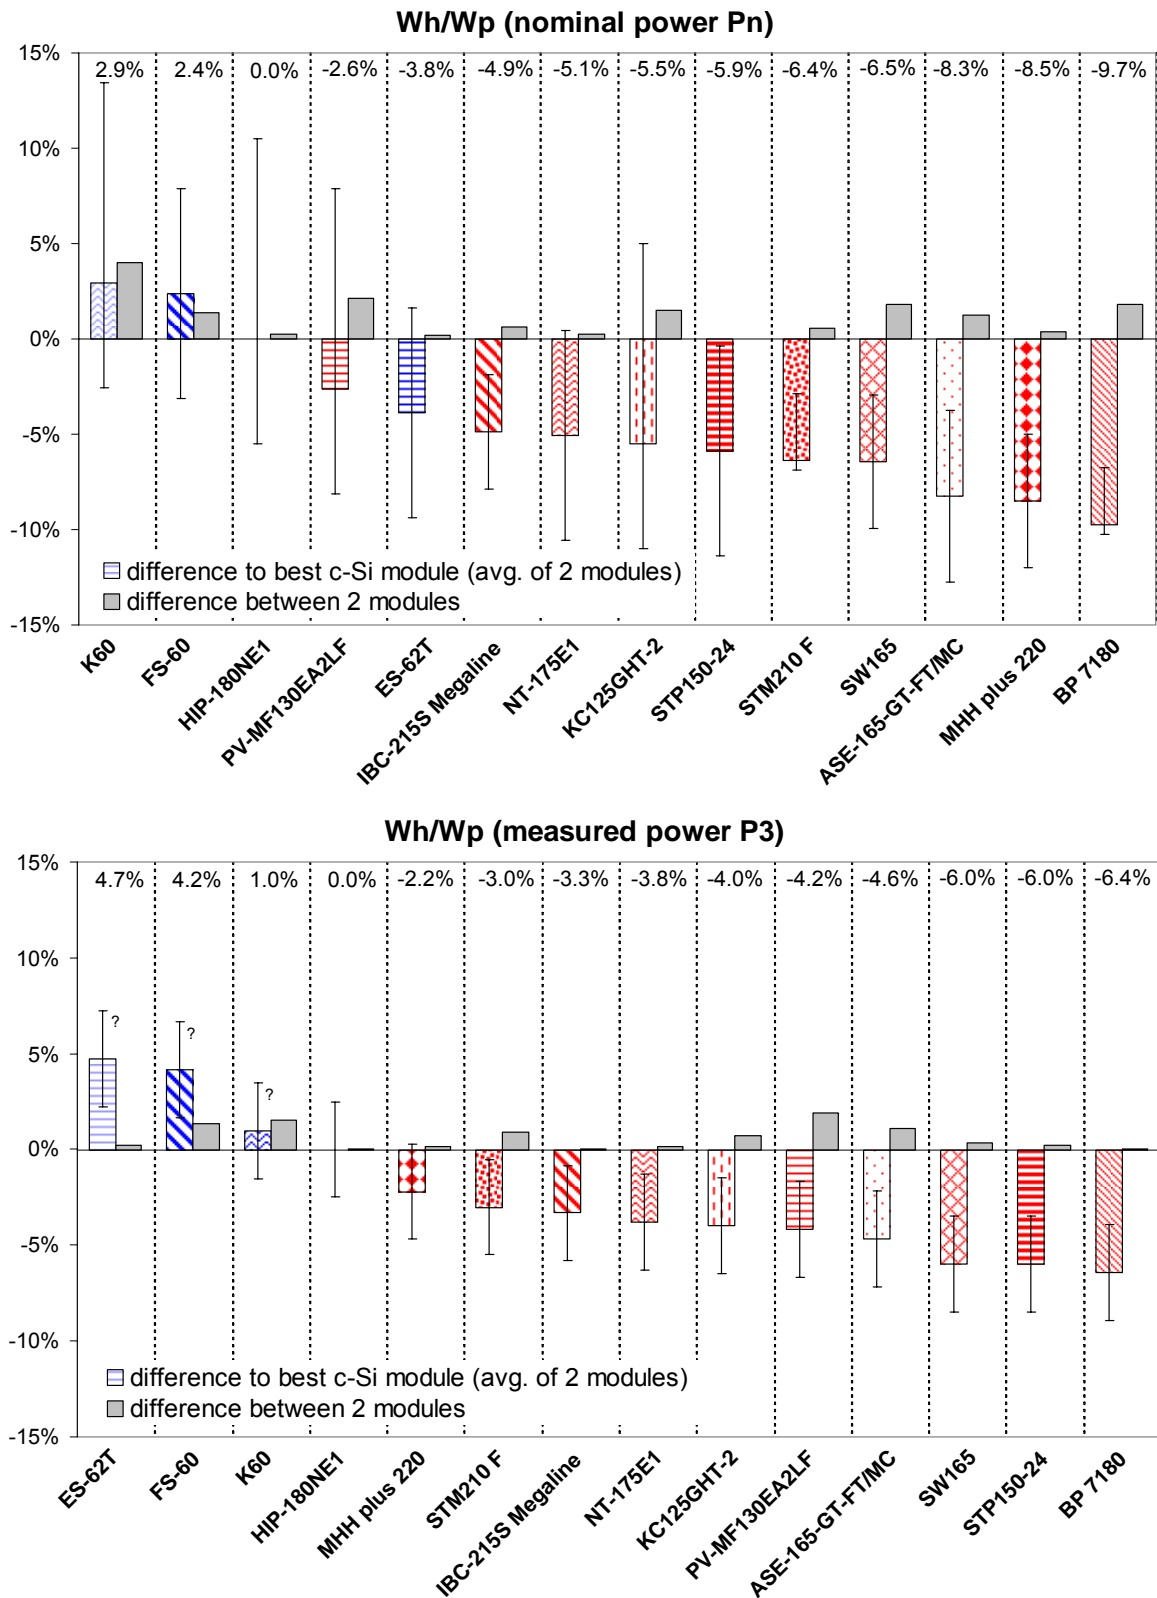 Wh/Wp (nominal power Pn)
15%
2.9% 2.4% 0.0% -2.6% -3.8% -4.9% -5.1% -5.5% -5.9% -6.4% -6.5% -8.3% -8.5% -9.7%
10%
5%
0%
-5%
-10%
difference to best c-Si module (avg. of 2 modules)
difference between 2 modules
-15%
K60
FS-60
HIP-180NE1
PV-MF130EA2LF
ES-62T
IBC-215S Megaline
NT-175E1
KC125GHT-2
STP150-24
STM210 F
SW165
ASE-165-GT-FT/MC
MHH plus 220
BP 7180
Wh/Wp (measured power P3)
15%
4.7% 4.2% 1.0% 0.0% -2.2% -3.0% -3.3% -3.8% -4.0% -4.2% -4.6% -6.0% -6.0% -6.4%
10%
?
?
5%
?
0%
-5%
-10%
difference to best c-Si module (avg. of 2 modules)
difference between 2 modules
-15%
ES-62T
FS-60
K60
HIP-180NE1
MHH plus 220
STM210 F
IBC-215S Megaline
NT-175E1
KC125GHT-2
PV-MF130EA2LF
ASE-165-GT-FT/MC
SW165
STP150-24
BP 7180